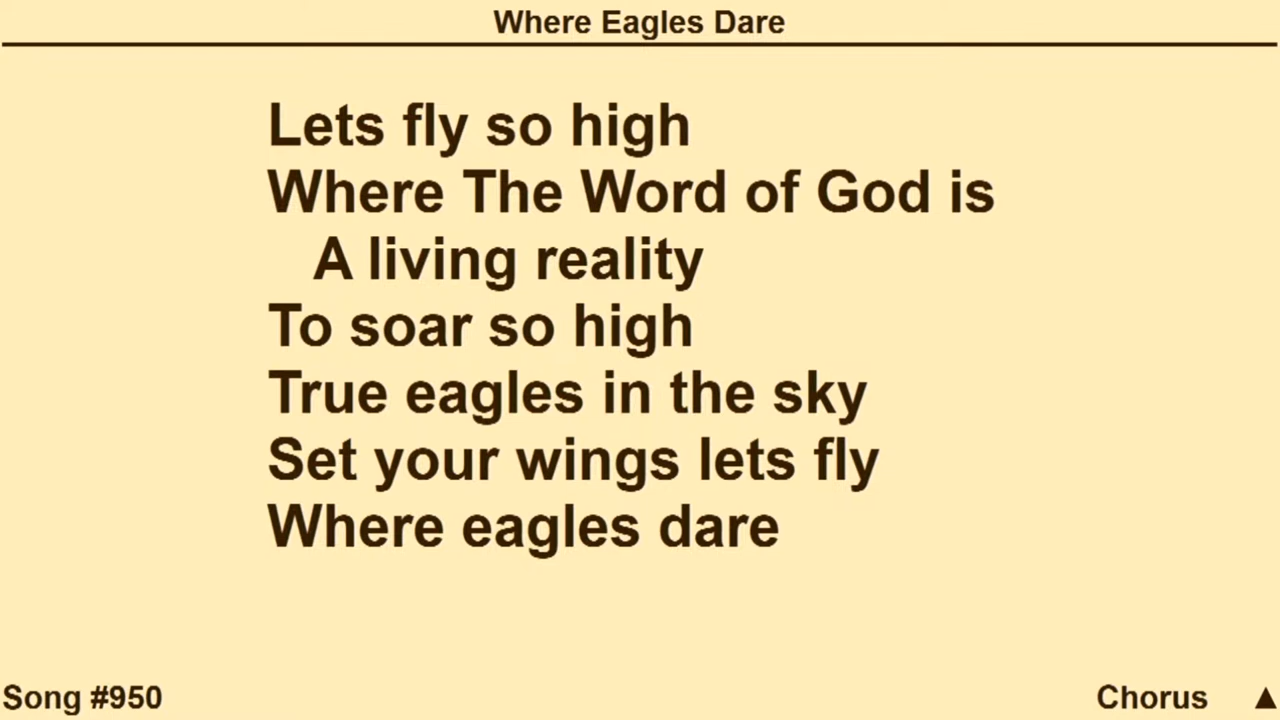 Where Eagles Dare
Lets fly so high
Where The Word of God is
A living reality
To soar so high
True eagles in the sky
Set your wings lets fly
Where eagles dare
Song #950
Chorus ▲